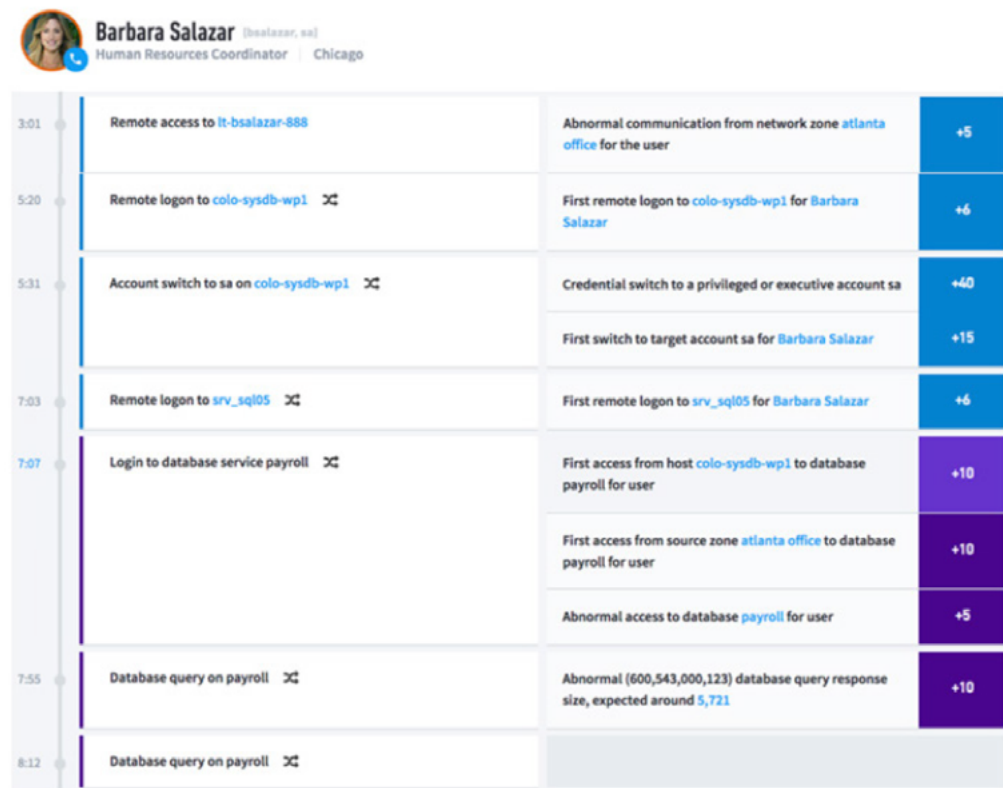 Barbara Salazar [bsalazar, sa]
Human Resources Coordinator | Chicago
3:01
Remote access to lt-bsalazar-888
Abnormal communication from network zone atlanta
office for the user
+5
5:20
Remote logon to colo-sysdb-wp1
First remote logon to colo-sysdb-wp1 for Barbara
Salazar
+6
5:31
Account switch to sa on colo-sysdb-wp1
Credential switch to a privileged or executive account sa
+40
First switch to target account sa for Barbara Salazar
+15
7:03
Remote logon to srv_sql05
First remote logon to srv_sql05 for Barbara Salazar
+6
7:07
Login to database service payroll
First access from host colo-sysdb-wp1 to database
payroll for user
+10
First access from source zone atlanta office to database
payroll for user
+10
Abnormal access to database payroll for user
+5
7:55
Database query on payroll
Abnormal (600,543,000,123) database query response
size, expected around 5,721
+10
8:12
Database query on payroll